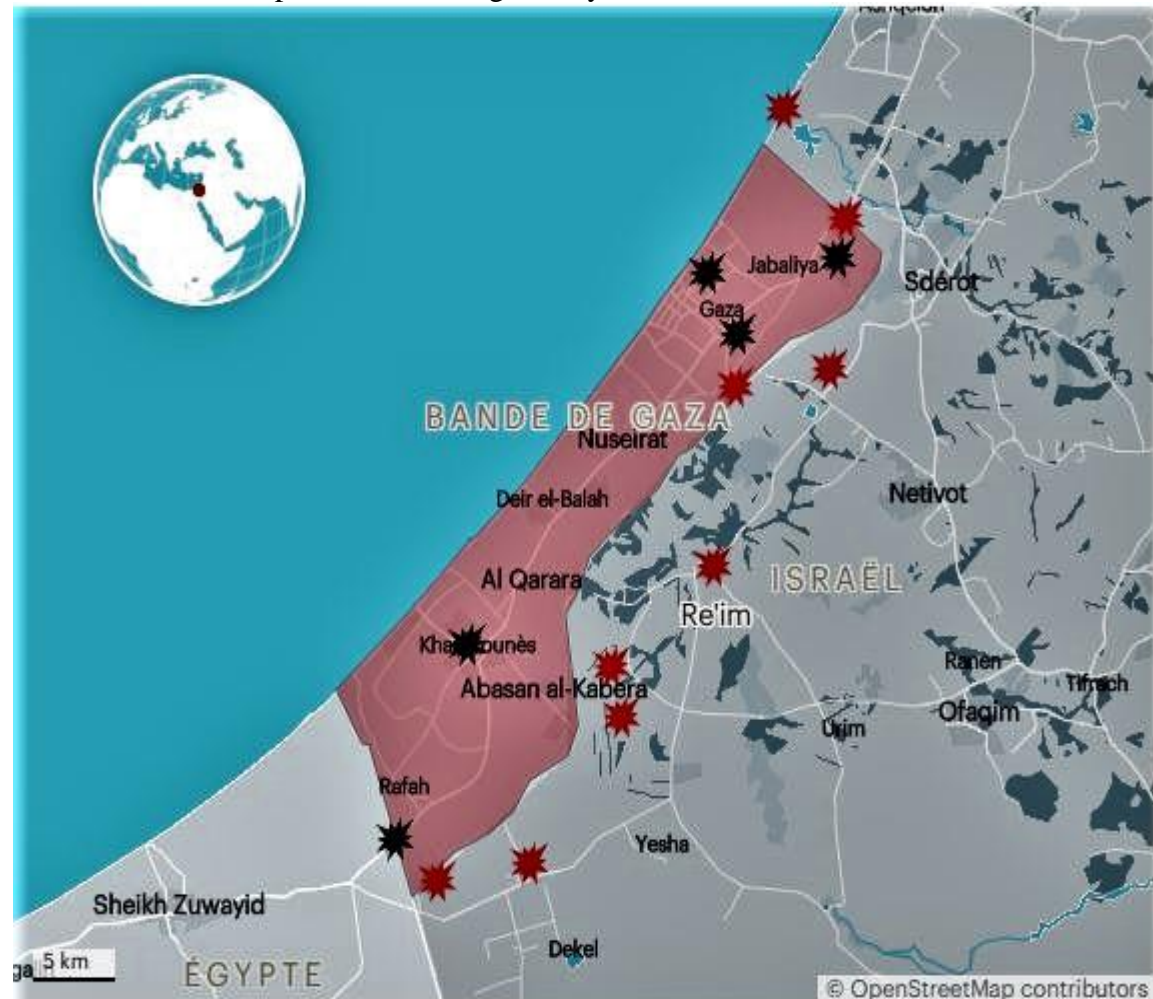 Jabaliya
Sdérot
Gaza
BANDE DE GAZA
Nuseirat
Netivot
Deir el-Balah
Al Qarara
ISRAËL
Re'im
Ranen
Abasan al-Kabera
Ofaqim
Urim
Rafah
Yesha
Sheikh Zuwayid
Dekel
5 km
ÉGYPTE
© OpenStreetMap contributors